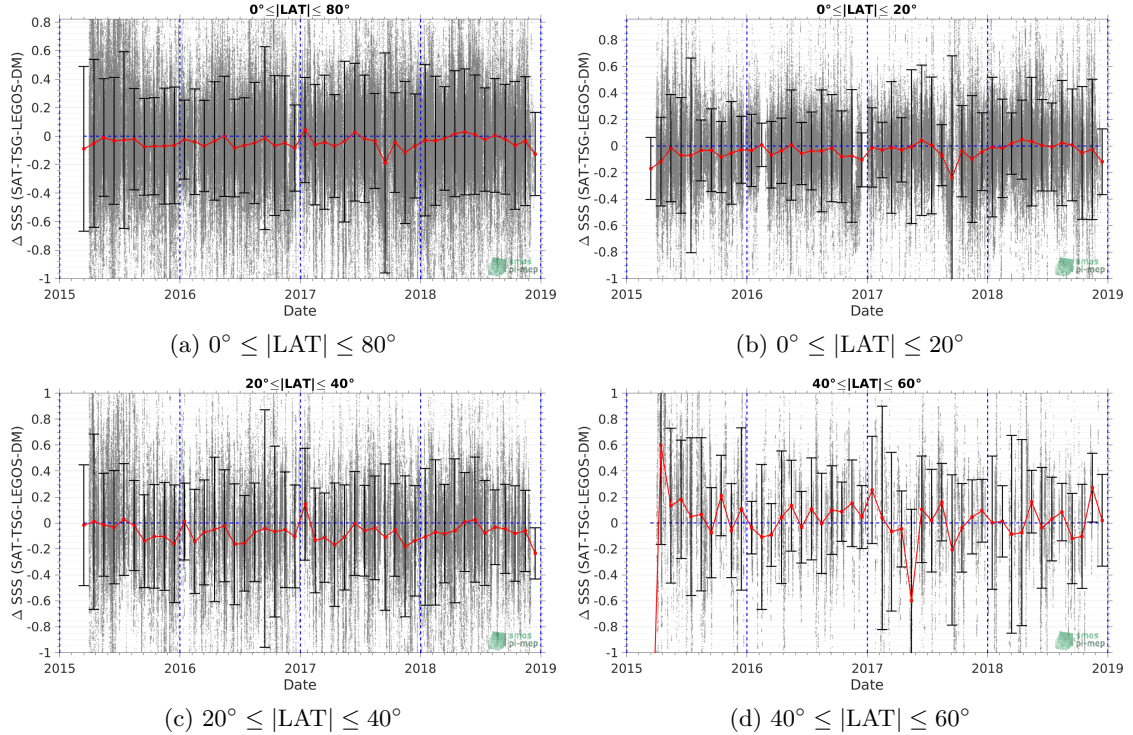 0°≤|LAT|≤ 80°
Δ SSS (SAT-TSG-LEGOS-DM)
0.8
0.6
0.4
0.2
0
-0.2
-0.4
-0.6
-0.8
-1
2015 2016 2017 2018 2019
Date
smos
pi-mep
(a) 0° ≤ |LAT| ≤ 80°
0°≤|LAT|≤ 20°
Δ SSS (SAT-TSG-LEGOS-DM)
0.8
0.6
0.4
0.2
0
-0.2
-0.4
-0.6
-0.8
-1
2015 2016 2017 2018 2019
Date
smos
pi-mep
(b) 0° ≤ |LAT| ≤ 20°
20°≤|LAT|≤ 40°
Δ SSS (SAT-TSG-LEGOS-DM)
1
0.8
0.6
0.4
0.2
0
-0.2
-0.4
-0.6
-0.8
-1
2015 2016 2017 2018 2019
Date
smos
pi-mep
(c) 20° ≤ |LAT| ≤ 40°
40°≤|LAT|≤ 60°
Δ SSS (SAT-TSG-LEGOS-DM)
1
0.8
0.6
0.4
0.2
0
-0.2
-0.4
-0.6
-0.8
-1
2015 2016 2017 2018 2019
Date
smos
pi-mep
(d) 40° ≤ |LAT| ≤ 60°